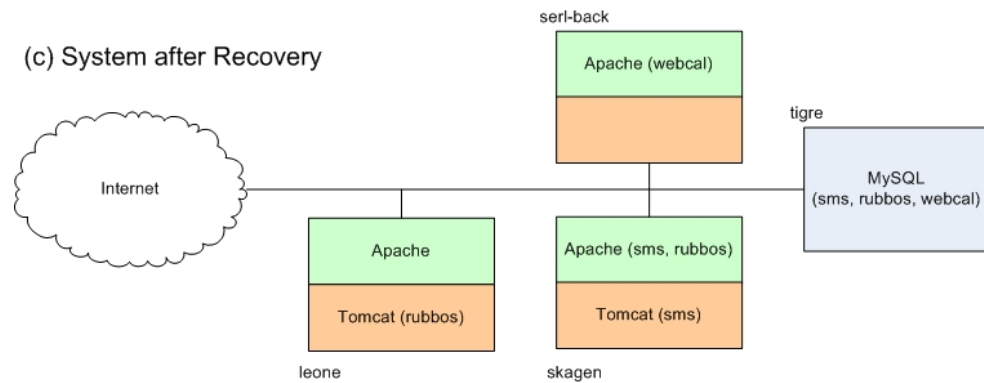 (c) System after Recovery
serl-back
Apache (webcal)
tigre
MySQL
(sms, rubbos, webcal)
Internet
Apache
Tomcat (rubbos)
leone
Apache (sms, rubbos)
Tomcat (sms)
skagen